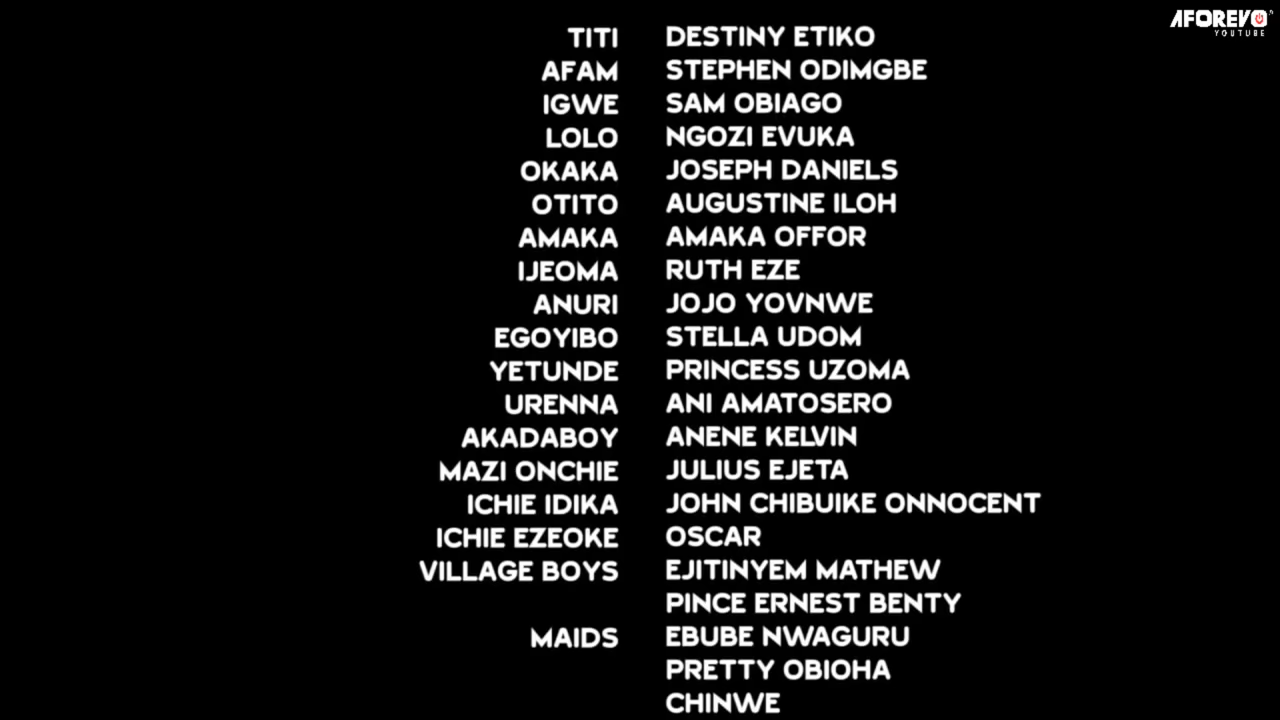 AFOREVO
YOUTUBE
TITI DESTINY ETIKO
AFAM STEPHEN ODIMGBE
IGWE SAM OBIAGO
LOLO NGOZI EVUKA
OKAKA JOSEPH DANIELS
OTITO AUGUSTINE ILOH
AMAKA AMAKA OFFOR
IJEOMA RUTH EZE
ANURI JOJO YOVNWE
EGOYIBO STELLA UDOM
YETUNDE PRINCESS UZOMA
URENNA ANI AMATOSERO
AKADABOY ANENE KELVIN
MAZI ONCHIE JULIUS EJETA
ICHIE IDIKA JOHN CHIBUIKE ONNOCENT
ICHIE EZEOKE OSCAR
VILLAGE BOYS EJITINYEM MATHEW
PINCE ERNEST BENTY
MAIDS EBUBE NWAGURU
PRETTY OBIOHA
CHINWE